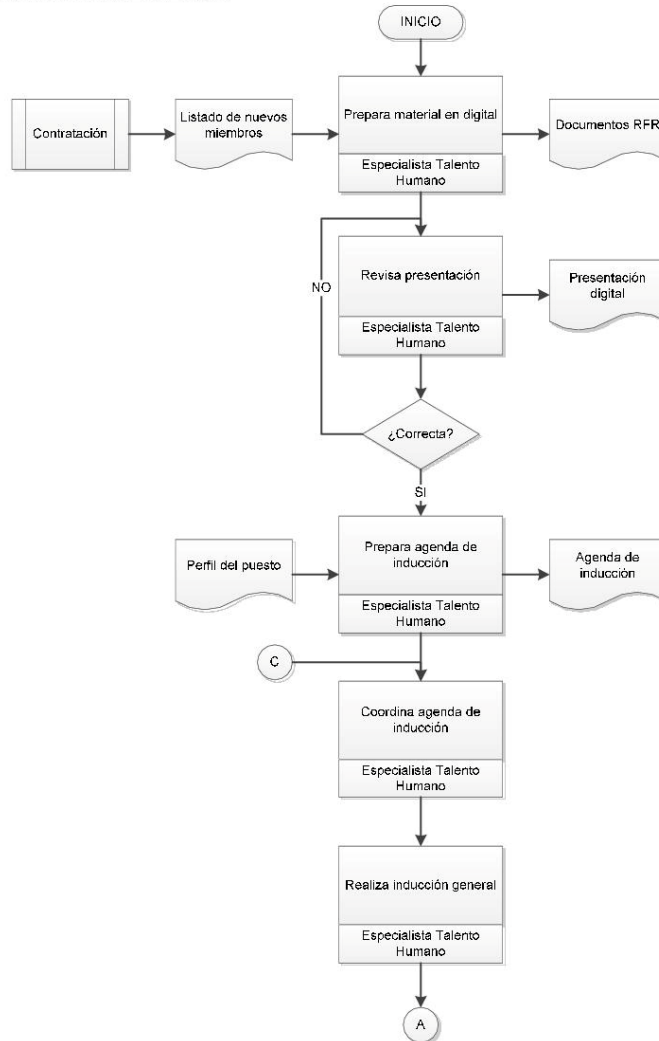 INICIO
Contratación
Listado de nuevos
miembros
Prepara material en digital
Documentos RFR
Especialista Talento
Humano
NO
Revisa presentación
Presentación
digital
Especialista Talento
Humano
¿Correcta?
SI
Perfil del puesto
Prepara agenda de
inducción
Agenda de
inducción
Especialista Talento
Humano
C
Coordina agenda de
inducción
Especialista Talento
Humano
Realiza inducción general
Especialista Talento
Humano
A